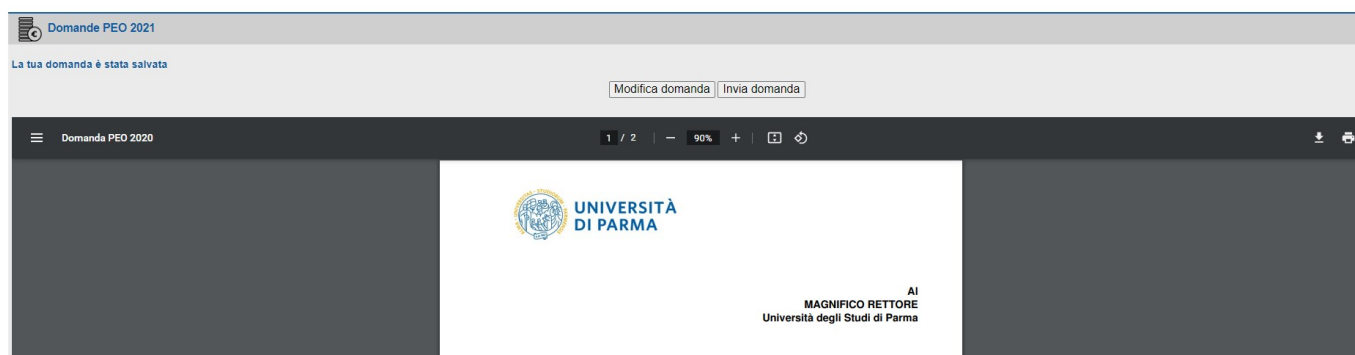 Domande PEO 2021
La tua domanda é stata salvata
Modifica domanda Invia domanda
Domanda PEO 2020 1 / 2 90%
UNIVERSITÀ
DI PARMA
Al
MAGNIFICO RETTORE
Università degli Studi di Parma